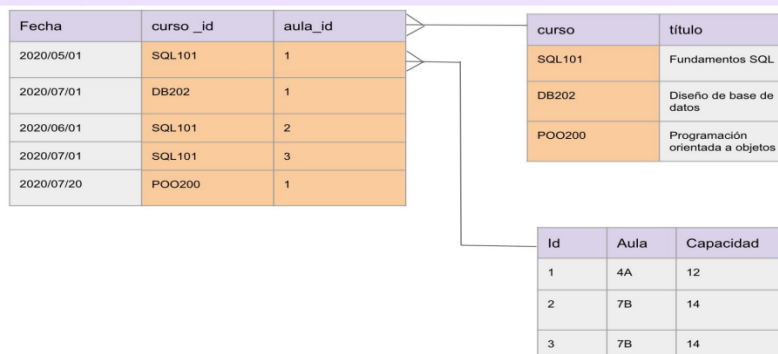 Fecha curso _id aula_id
2020/05/01 SQL101 1
2020/07/01 DB202 1
2020/06/01 SQL101 2
2020/07/01 SQL101 3
2020/07/20 POO200 1
curso título
SQL101 Fundamentos SQL
DB202 Diseño de base de
datos
POO200 Programación
orientada a objetos
Id Aula Capacidad
1 4A 12
2 7B 14
3 7B 14